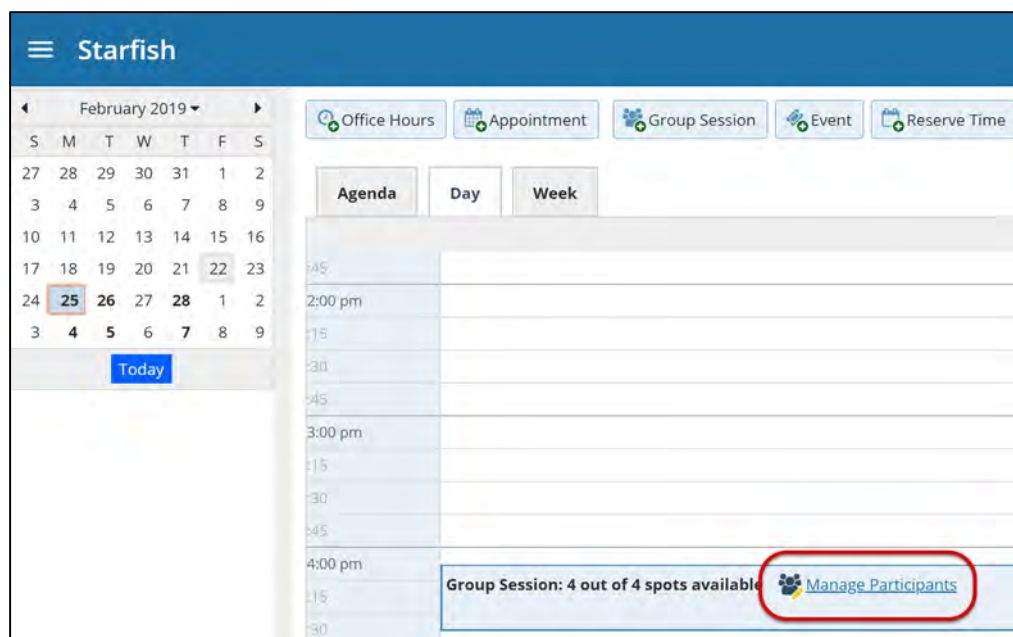 Starfish
February 2019
S M T W T F S
27 28 29 30 31 1 2
3 4 5 6 7 8 9
10 11 12 13 14 15 16
17 18 19 20 21 22 23
24 25 26 27 28 1 2
3 4 5 6 7 8 9
Today
Office Hours Appointment Group Session Event Reserve Time
Agenda Day Week
:45
2:00 pm
:15
:30
:45
3:00 pm
:15
:30
:45
4:00 pm
Group Session: 4 out of 4 spots available Manage Participants
:15
:30